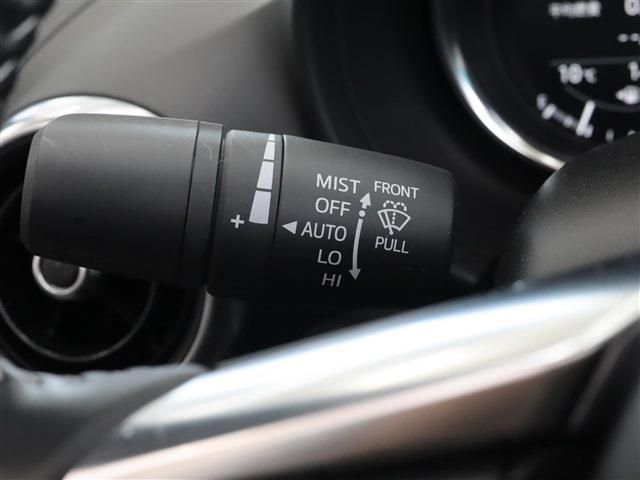 MIST FRONT
OFF
AUTO PULL
LO
HI
+
10℃